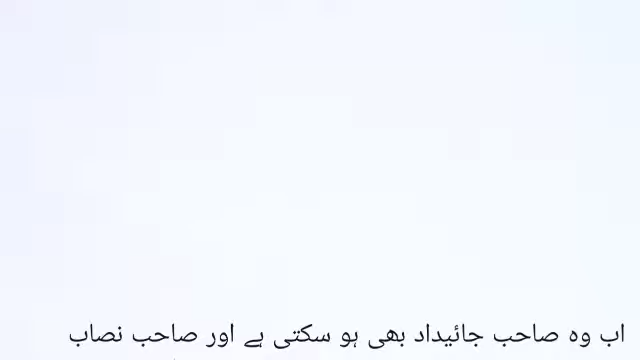 اب وہ صاحب جائیداد بھی ہو سکتی ہے اور صاحب نصاب